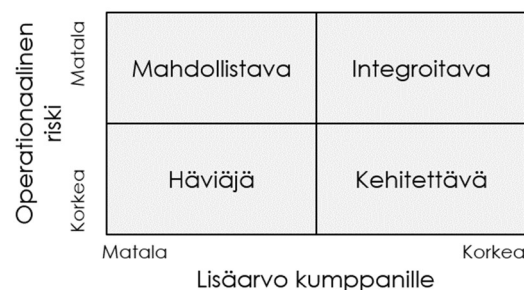 Operationaalinen
riski
Matala
Korkea
Mahdollistava
Integroitava
Häviäjä
Kehitettävä
Matala
Korkea
Lisäarvo kumppanille